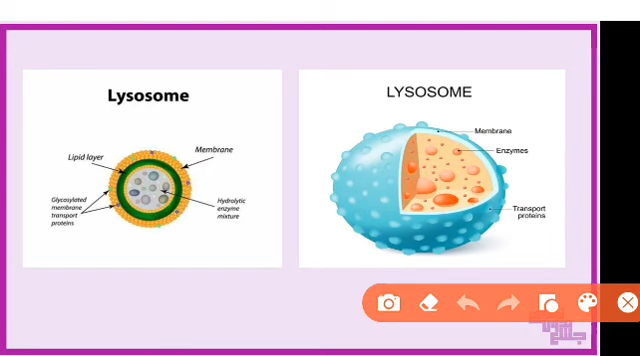 Lysosome
Lipid layer
Membrane
Glycosylated
membrane
transport
proteins
Hydrolytic
enzyme
mixture
LYSOSOME
Membrane
Enzymes
Transport
proteins